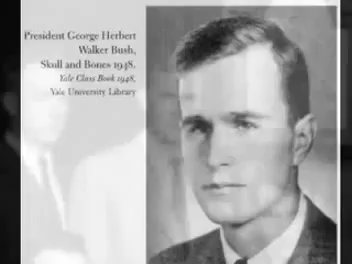 President George Herbert
Walker Bush,
Skull and Bones 1948.
Yale Class Book 1948,
Yale University Library